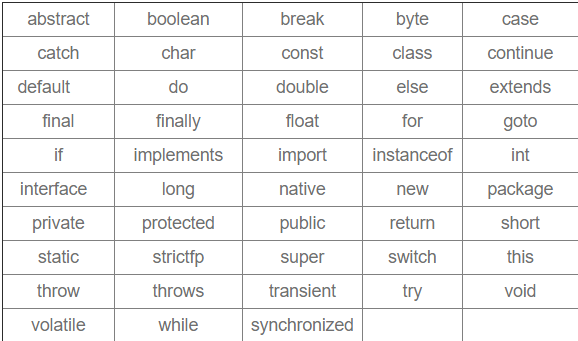 abstract boolean break byte case
catch char const class continue
default do double else extends
final finally float for goto
if implements import instanceof int
interface long native new package
private protected public return short
static strictfp super switch this
throw throws transient try void
volatile while synchronized